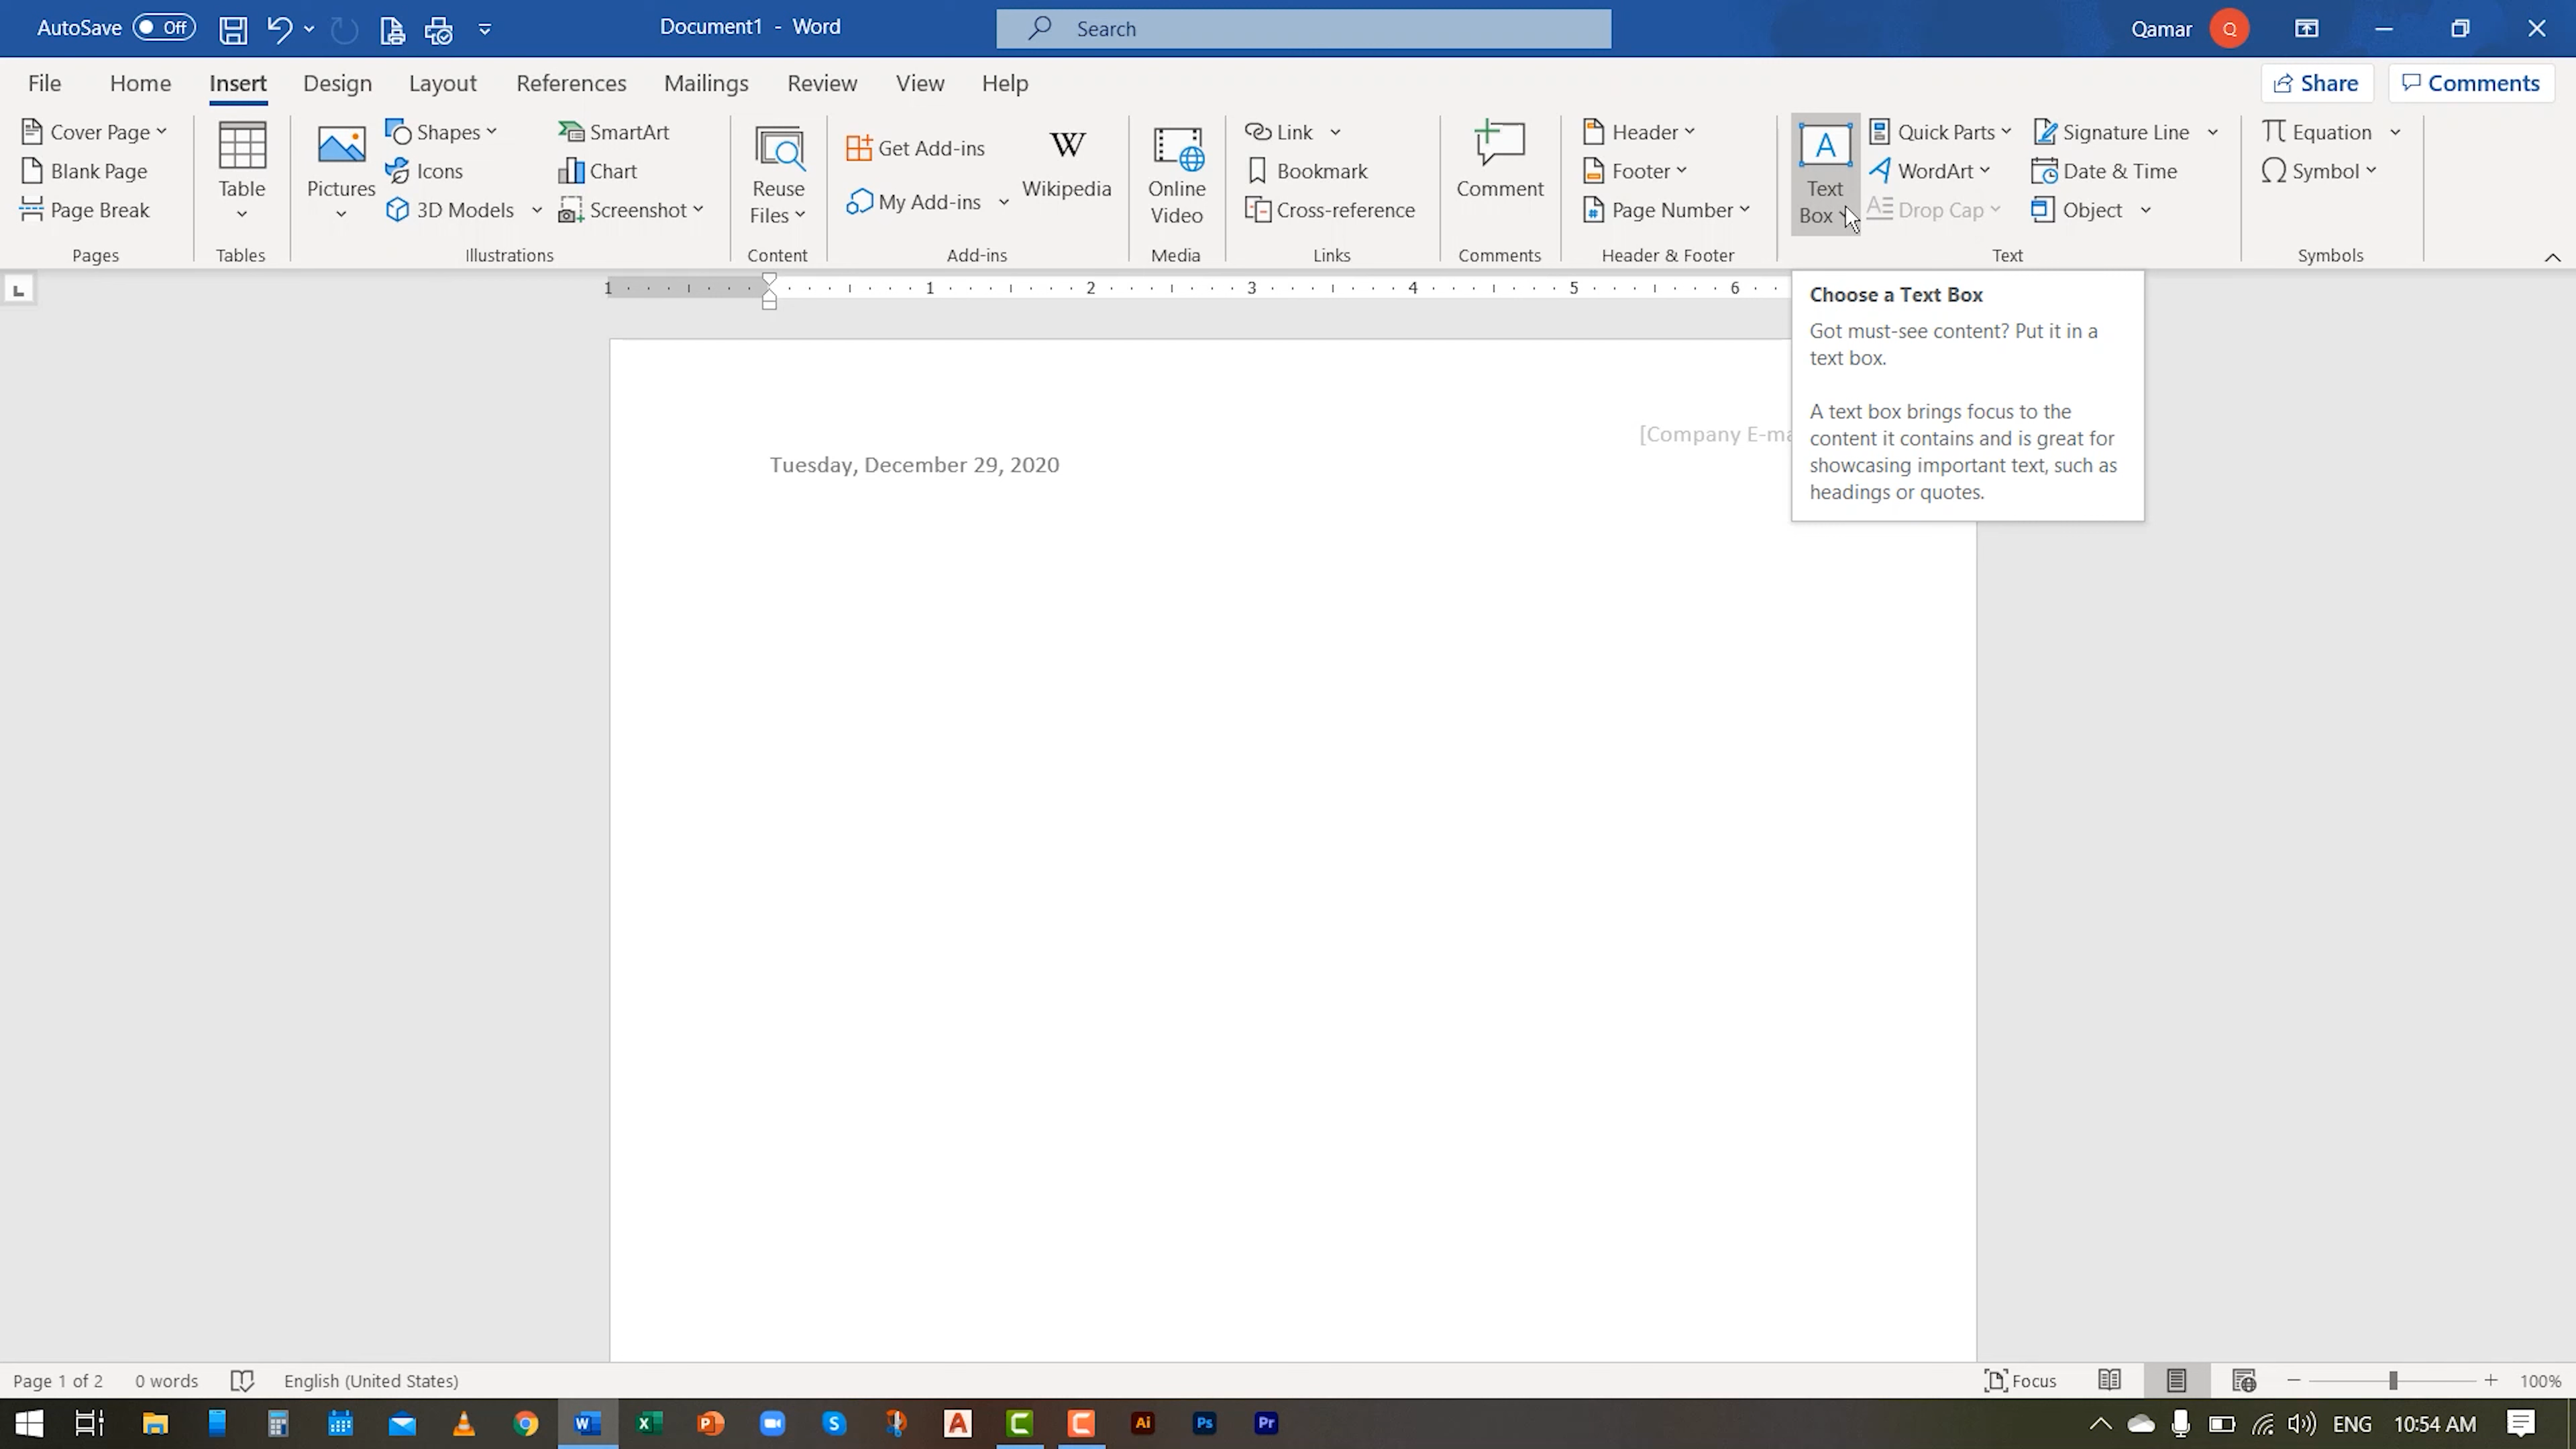 AutoSave Off Document1 - Word Search Qamar Q
File Home Insert Design Layout References Mailings Review View Help Share Comments
Cover Page
Blank Page
Page Break
Pages
Table
Tables
Pictures
Shapes
Icons
3D Models
SmartArt
Chart
Screenshot
Illustrations
Reuse
Files
Content
Get Add-ins
My Add-ins
W
Wikipedia
Add-ins
Online
Video
Media
Link
Bookmark
Cross-reference
Links
Comment
Comments
Header
Footer
Page Number
Header & Footer
A
Text
Box
Quick Parts
WordArt
Drop Cap
Signature Line
Date & Time
Object
Text
Equation
Symbol
Symbols
1 1 2 3 4 5 6
Choose a Text Box
Got must-see content? Put it in a
text box.
A text box brings focus to the
content it contains and is great for
showcasing important text, such as
headings or quotes.
[Company E-ma
Tuesday, December 29, 2020
Page 1 of 2 0 words English (United States) Focus 100%
ENG 10:54 AM